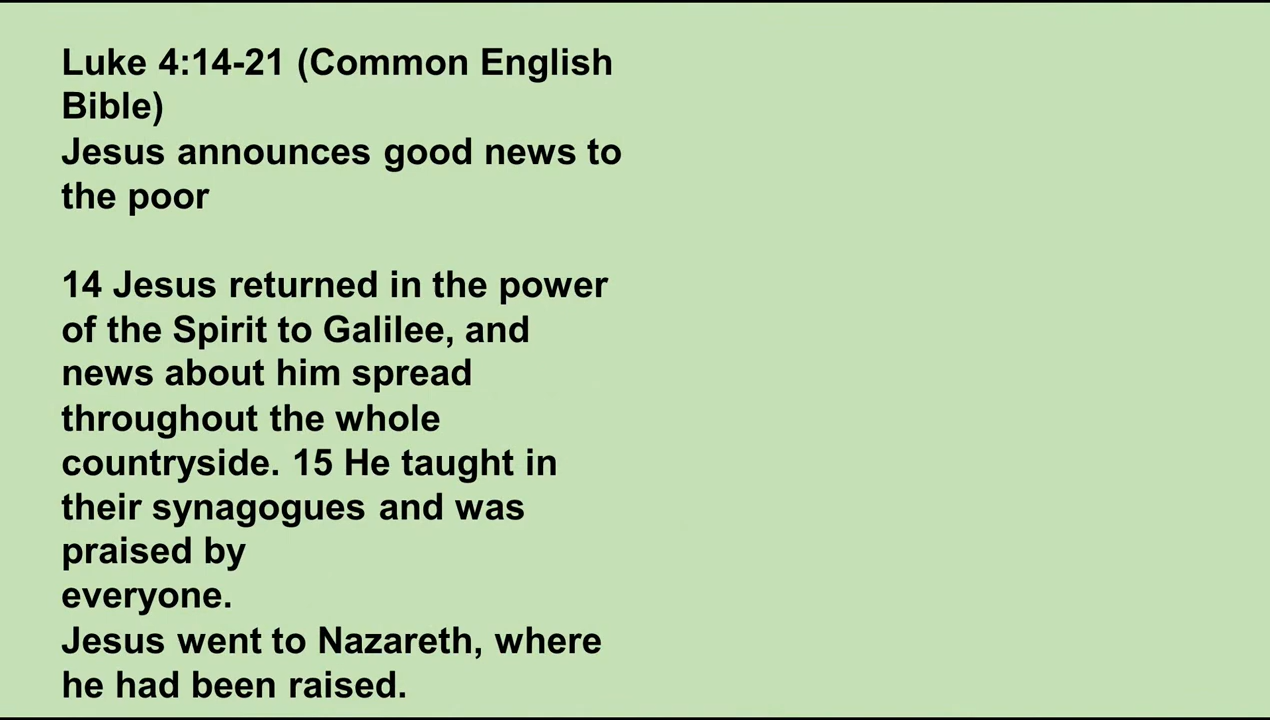 Luke 4:14-21 (Common English
Bible)
Jesus announces good news to
the poor
14 Jesus returned in the power
of the Spirit to Galilee, and
news about him spread
throughout the whole
countryside. 15 He taught in
their synagogues and was
praised by
everyone.
Jesus went to Nazareth, where
he had been raised.